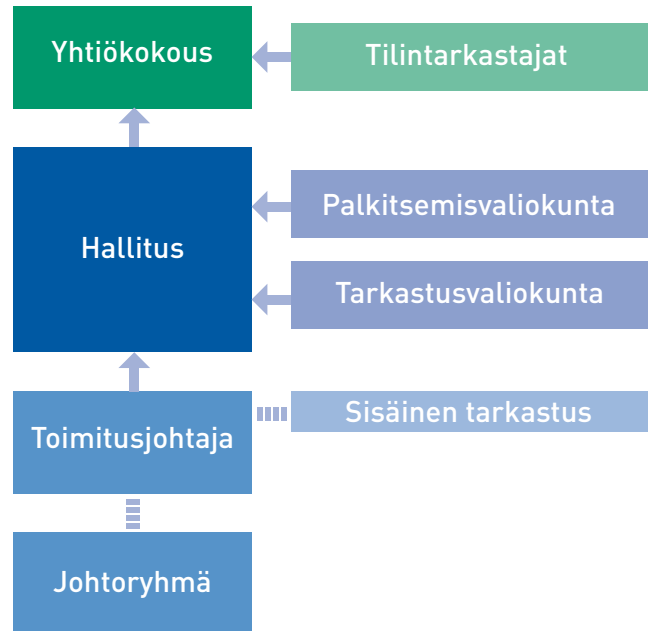 Yhtiökokous
Tilintarkastajat
Hallitus
Palkitsemisvaliokunta
Tarkastusvaliokunta
Toimitusjohtaja
Sisäinen tarkastus
Johtoryhmä